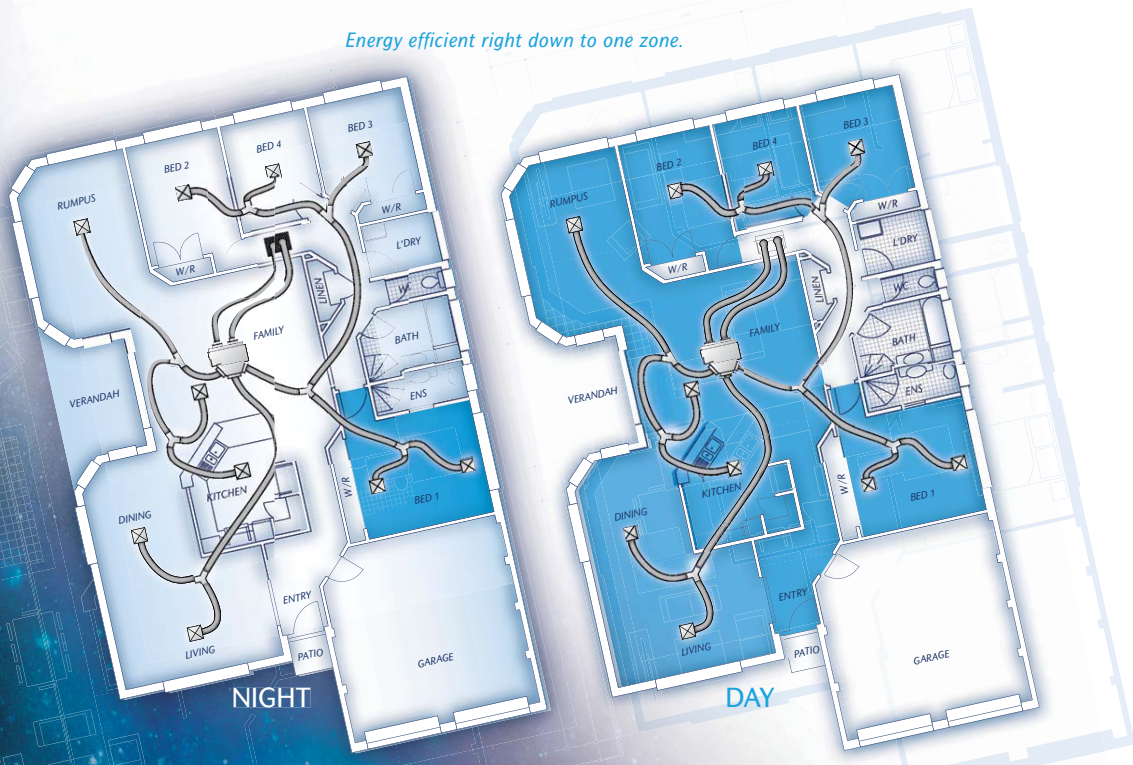 Energy efficient right down to one zone.
BED 3
BED 4
BED 2
RUMPUS
W/R
L'DRY
W/R
LINEN
WC
FAMILY
BATH
VERANDAH
ENS
KITCHEN
W/R
BED 1
DINING
ENTRY
LIVING
PATIO
GARAGE
NIGHT
BED 3
BED 4
BED 2
RUMPUS
W/R
L'DRY
W/R
LINEN
WC
FAMILY
BATH
VERANDAH
ENS
KITCHEN
W/R
BED 1
DINING
ENTRY
LIVING
PATIO
GARAGE
DAY